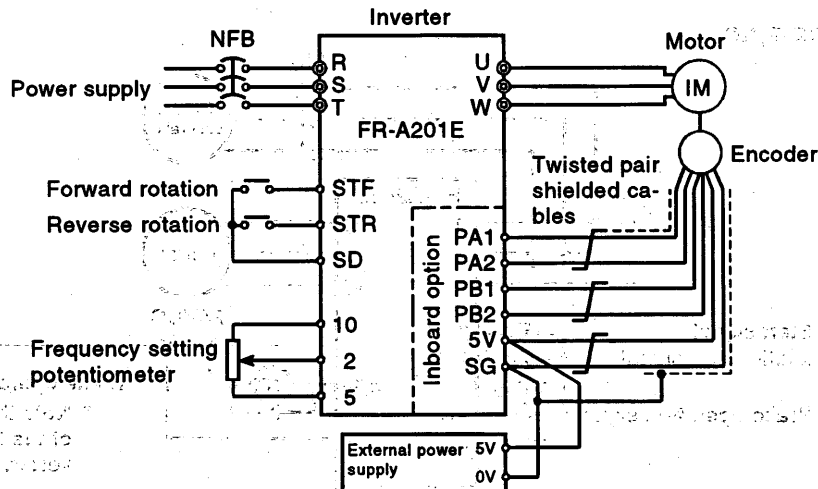 Inverter
NFB
Motor
Power supply
R
S
T
U
V
W
IM
FR-A201E
Encoder
Twisted pair
shielded ca-
bles
Forward rotation
STF
Reverse rotation
STR
SD
Inboard option
PA1
PA2
PB1
PB2
5V
SG
Frequency setting
potentiometer
10
2
5
External power
supply
5V
0V